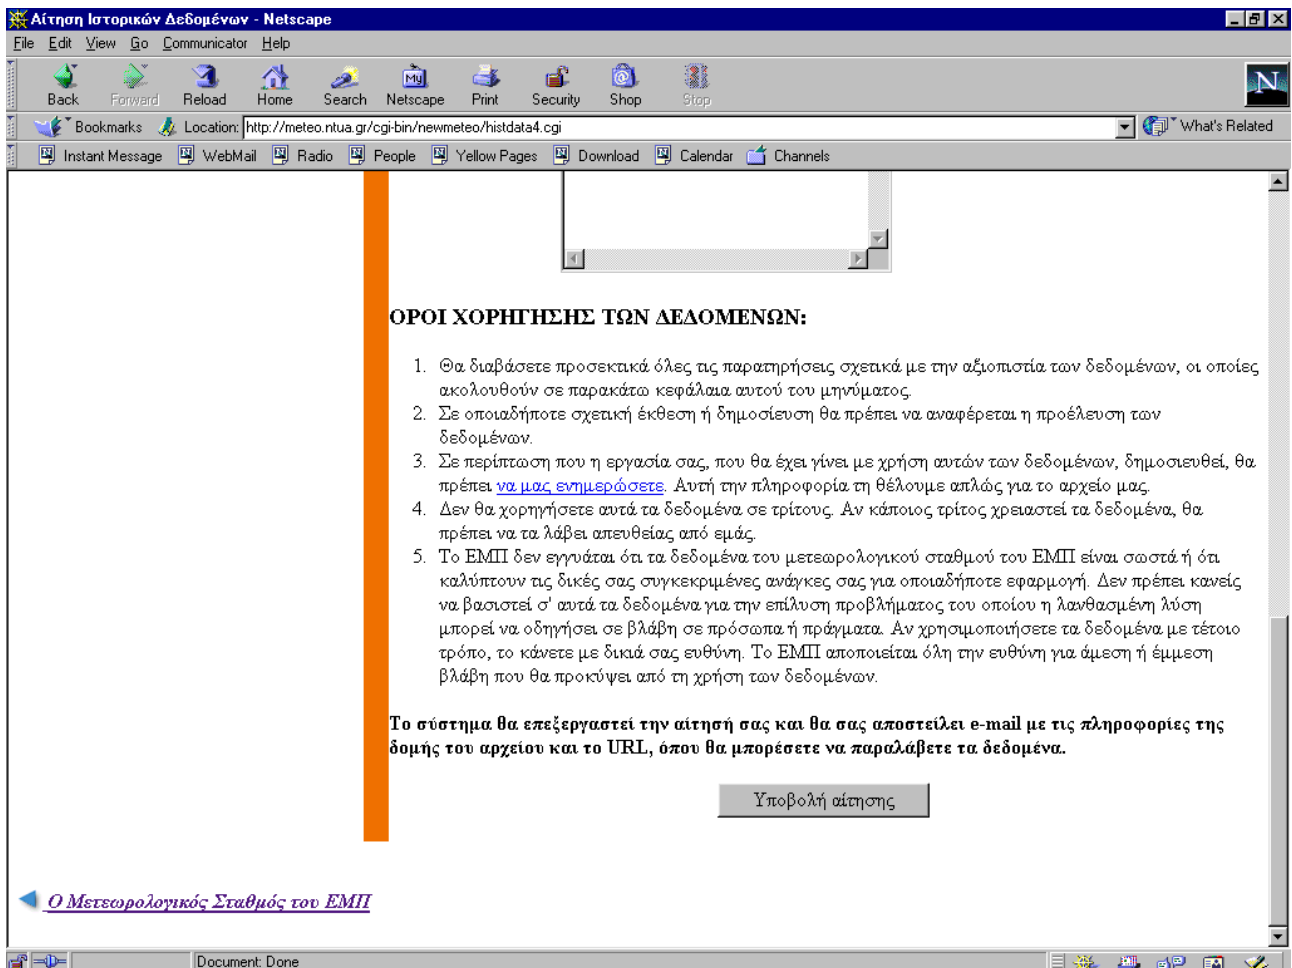 Αίτηση Ιστορικών Δεδομένων - Netscape
File Edit View Go Communicator Help
Back Forward Reload Home Search Netscape Print Security Shop Stop
Bookmarks Location: http://meteo.ntua.gr/cgi-bin/newmeteo/histdata4.cgi What's Related
Instant Message WebMail Radio People Yellow Pages Download Calendar Channels
ΟΡΟΙ ΧΟΡΗΓΗΣΗΣ ΤΩΝ ΔΕΔΟΜΕΝΩΝ:
1. Θα διαβάσετε προσεκτικά όλες τις παρατηρήσεις σχετικά με την αξιοπιστία των δεδομένων, οι οποίες
ακολουθούν σε παρακάτω κεφάλαια αυτού του μηνύματος.
2. Σε οποιαδήποτε σχετική έκθεση ή δημοσίευση θα πρέπει να αναφέρεται η προέλευση των
δεδομένων.
3. Σε περίπτωση που η εργασία σας, που θα έχει γίνει με χρήση αυτών των δεδομένων, δημοσιευθεί, θα
πρέπει να μας ενημερώσετε. Αυτή την πληροφορία τη θέλουμε απλώς για το αρχείο μας.
4. Δεν θα χορηγήσετε αυτά τα δεδομένα σε τρίτους. Αν κάποιος τρίτος χρειαστεί τα δεδομένα, θα
πρέπει να τα λάβει απευθείας από εμάς.
5. Το ΕΜΠ δεν εγγυάται ότι τα δεδομένα του μετεωρολογικού σταθμού του ΕΜΠ είναι σωστά ή ότι
καλύπτουν τις δικές σας συγκεκριμένες ανάγκες σας για οποιαδήποτε εφαρμογή. Δεν πρέπει κανείς
να βασιστεί σ' αυτά τα δεδομένα για την επίλυση προβλήματος του οποίου η λανθασμένη λύση
μπορεί να οδηγήσει σε βλάβη σε πρόσωπα ή πράγματα. Αν χρησιμοποιήσετε τα δεδομένα με τέτοιο
τρόπο, το κάνετε με δικιά σας ευθύνη. Το ΕΜΠ αποποιείται όλη την ευθύνη για άμεση ή έμμεση
βλάβη που θα προκύψει από τη χρήση των δεδομένων.
Το σύστημα θα επεξεργαστεί την αίτησή σας και θα σας αποστείλει e-mail με τις πληροφορίες της
δομής του αρχείου και το URL, όπου θα μπορέσετε να παραλάβετε τα δεδομένα.
Υποβολή αίτησης
Ο Μετεωρολογικός Σταθμός του ΕΜΠ
Document: Done